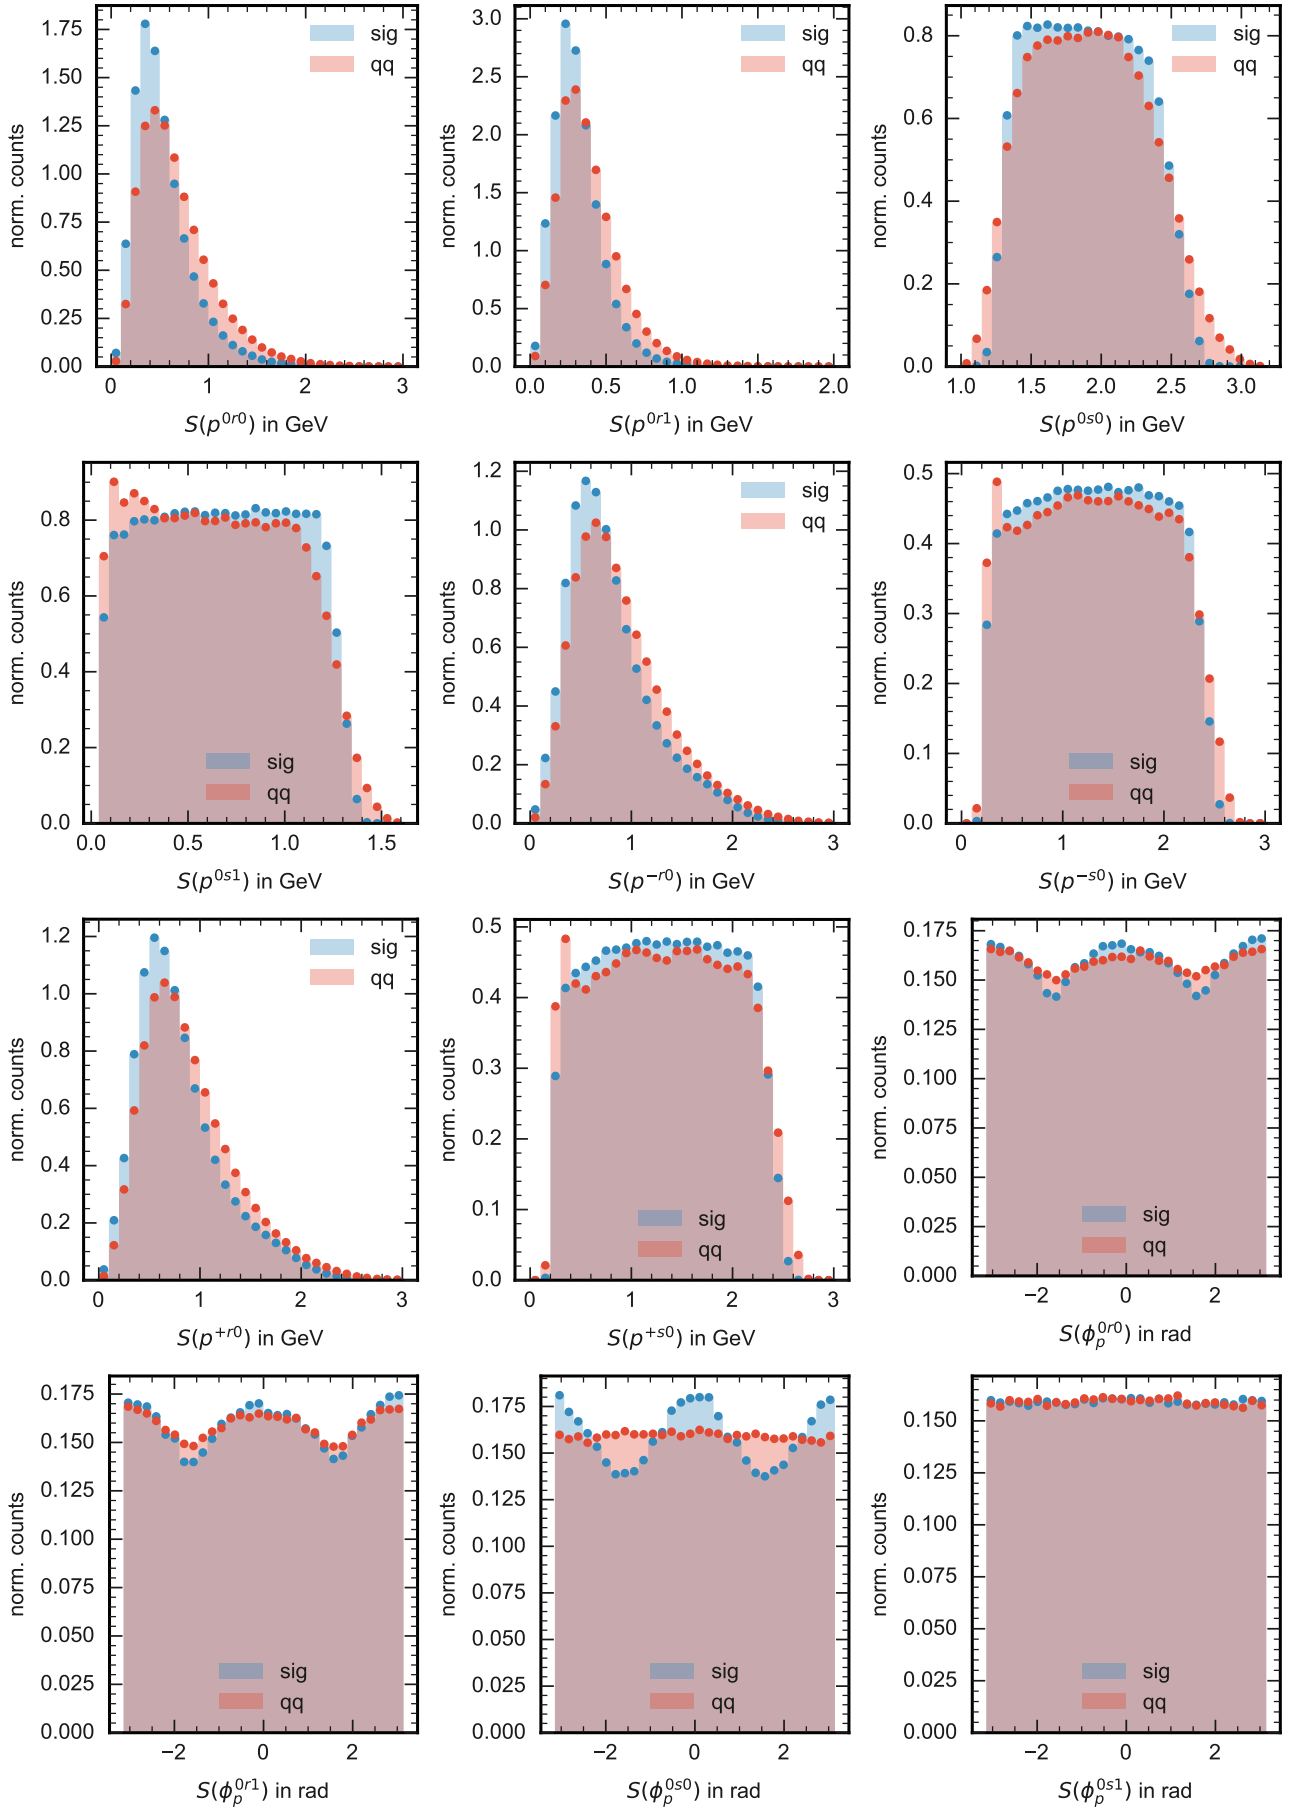 norm. counts
1.75
1.50
1.25
1.00
0.75
0.50
0.25
0.00
sig
qq
0
1
2
3
S(p^{0r0}) in GeV
norm. counts
3.0
2.5
2.0
1.5
1.0
0.5
0.0
sig
qq
0.0
0.5
1.0
1.5
2.0
S(p^{0r1}) in GeV
norm. counts
0.8
0.6
0.4
0.2
0.0
sig
qq
1.0
1.5
2.0
2.5
3.0
S(p^{0s0}) in GeV
norm. counts
0.8
0.6
0.4
0.2
0.0
sig
qq
0.0
0.5
1.0
1.5
S(p^{0s1}) in GeV
norm. counts
1.2
1.0
0.8
0.6
0.4
0.2
0.0
sig
qq
0
1
2
3
S(p^{−r0}) in GeV
norm. counts
0.5
0.4
0.3
0.2
0.1
0.0
sig
qq
0
1
2
3
S(p^{−s0}) in GeV
norm. counts
1.2
1.0
0.8
0.6
0.4
0.2
0.0
sig
qq
0
1
2
3
S(p^{+r0}) in GeV
norm. counts
0.5
0.4
0.3
0.2
0.1
0.0
sig
qq
0
1
2
3
S(p^{+s0}) in GeV
norm. counts
0.175
0.150
0.125
0.100
0.075
0.050
0.025
0.000
sig
qq
−2
0
2
S(ϕ_p^{0r0}) in rad
norm. counts
0.175
0.150
0.125
0.100
0.075
0.050
0.025
0.000
sig
qq
−2
0
2
S(ϕ_p^{0r1}) in rad
norm. counts
0.175
0.150
0.125
0.100
0.075
0.050
0.025
0.000
sig
qq
−2
0
2
S(ϕ_p^{0s0}) in rad
norm. counts
0.150
0.125
0.100
0.075
0.050
0.025
0.000
sig
qq
−2
0
2
S(ϕ_p^{0s1}) in rad